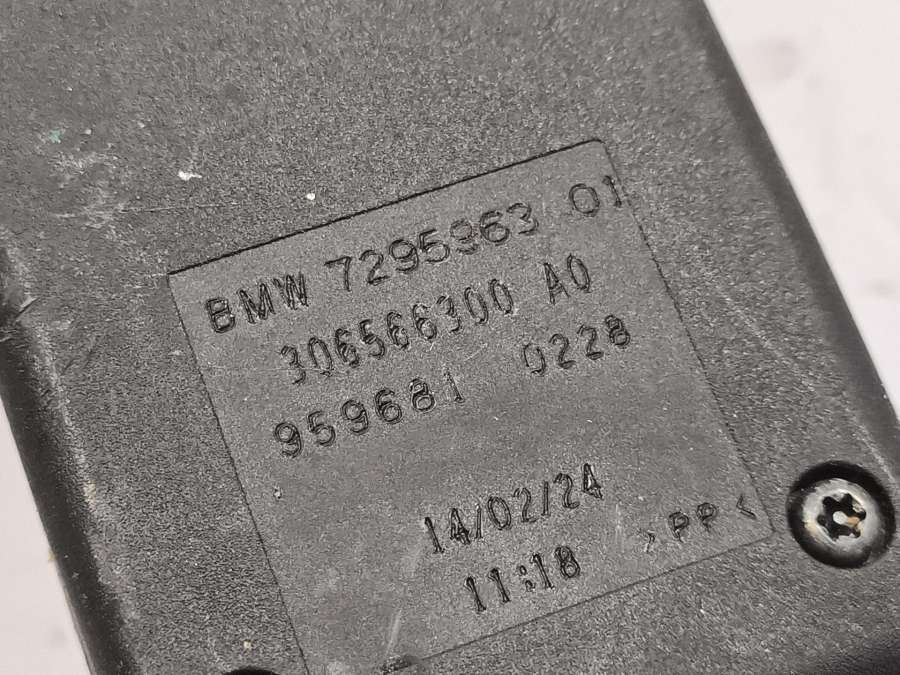 BMW 7295963 01
306566300 A0
959681 0228
14/02/24
11:18 >PP<